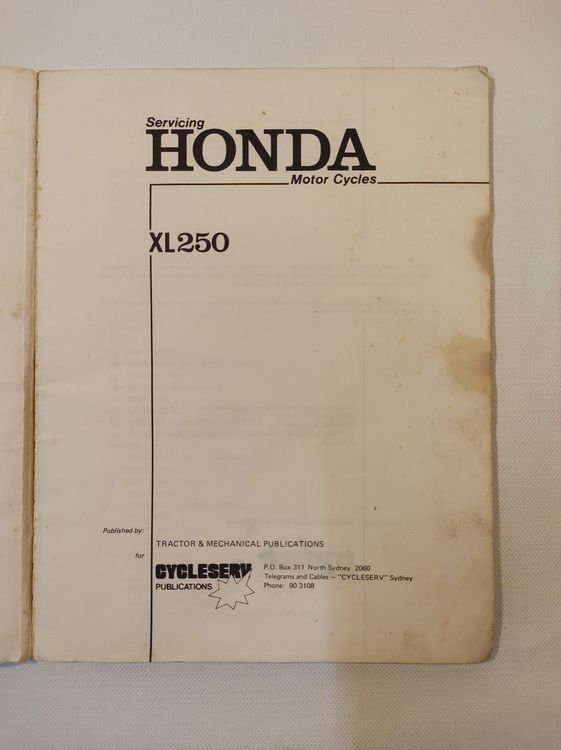 Servicing
HONDA
Motor Cycles
XL250
Published by:
TRACTOR & MECHANICAL PUBLICATIONS
for
CYCLESERV
PUBLICATIONS
P.O. Box 311 North Sydney 2060
Telegrams and Cables – "CYCLESERV" Sydney
Phone: 90 3108